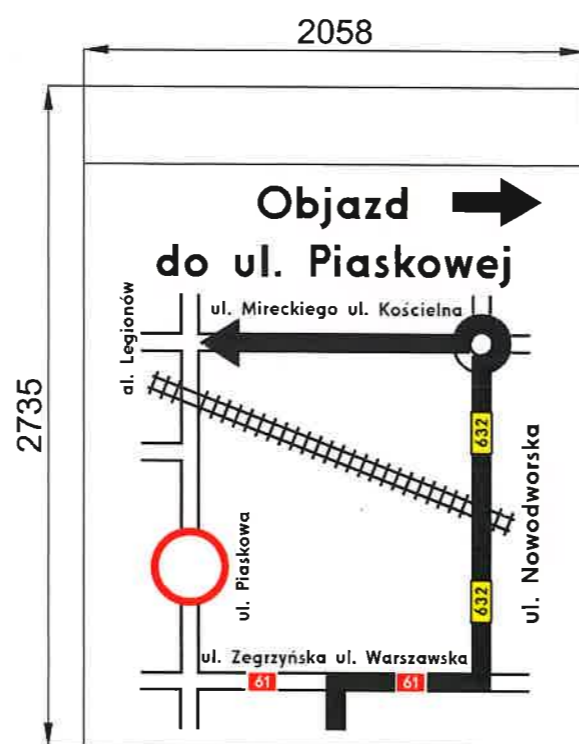 2058
2735
Objazd
do ul. Piaskowej
ul. Mireckiego ul. Kościelna
al. Legionów
632
ul. Nowodworska
ul. Piaskowa
632
ul. Zegrzyńska ul. Warszawska
61
61